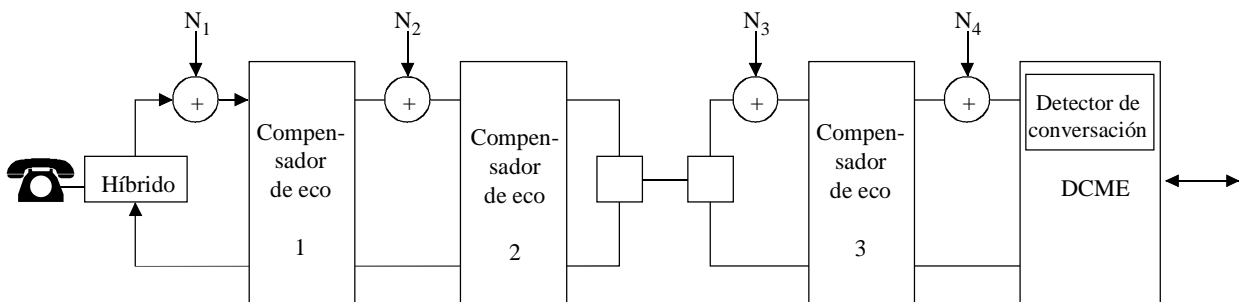 N1
N2
N3
N4
+
+
+
+
Híbrido
Compen-
sador
de eco
1
Compen-
sador
de eco
2
Compen-
sador
de eco
3
Detector de
conversación
DCME